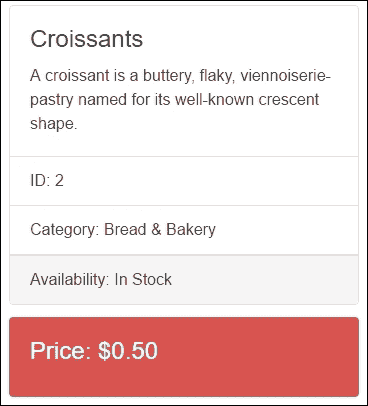 Croissants
A croissant is a buttery, flaky, viennoiserie-
pastry named for its well-known crescent
shape.
ID: 2
Category: Bread & Bakery
Availability: In Stock
Price: $0.50